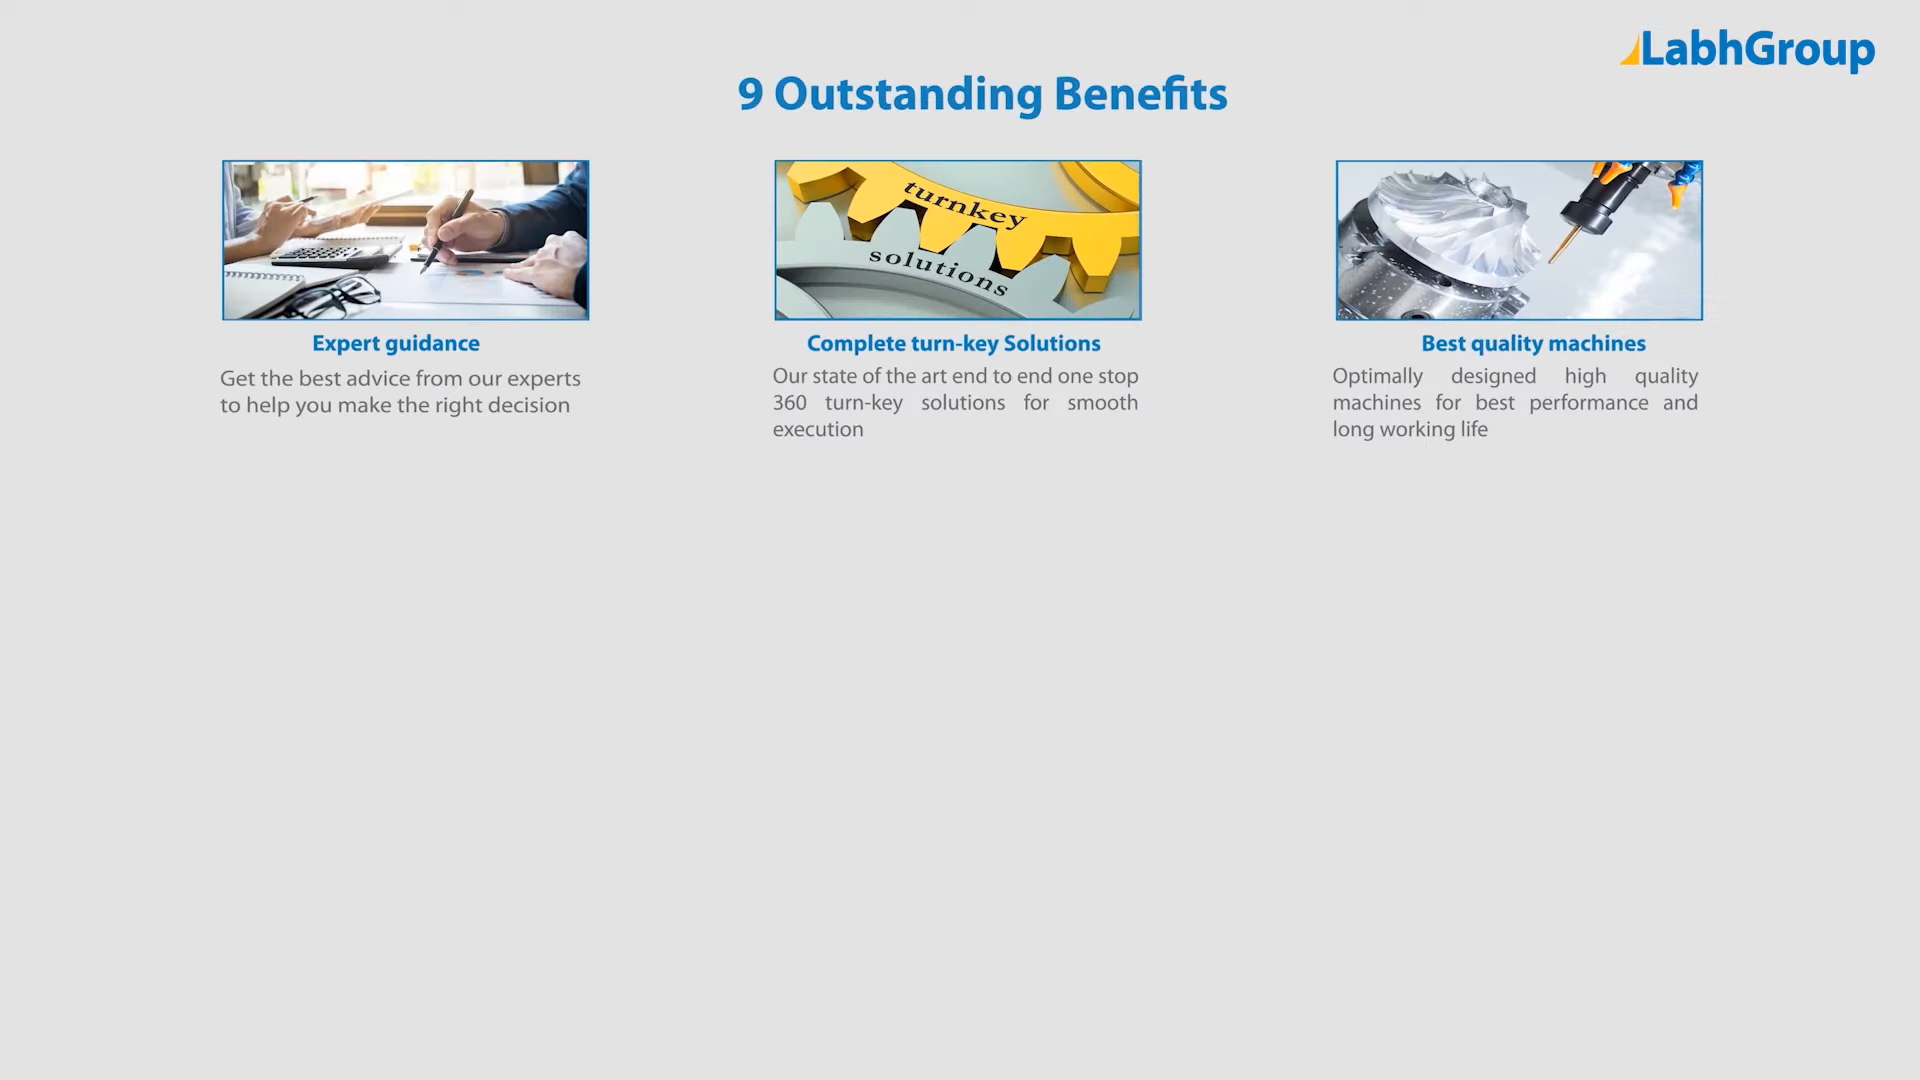 LabhGroup
9 Outstanding Benefits
turnkey
solutions
Expert guidance
Get the best advice from our experts
to help you make the right decision
Complete turn-key Solutions
Our state of the art end to end one stop
360 turn-key solutions for smooth
execution
Best quality machines
Optimally designed high quality
machines for best performance and
long working life